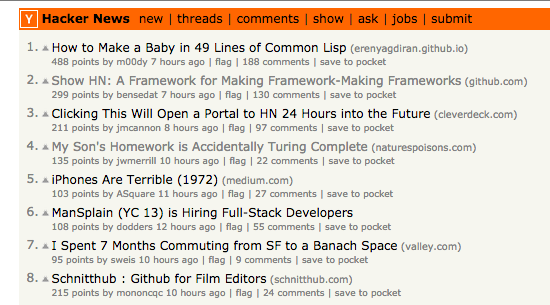 Y Hacker News new | threads | comments | show | ask | jobs | submit
1. How to Make a Baby in 49 Lines of Common Lisp (erenyagdiran.github.io)
488 points by m00dy 7 hours ago | flag | 188 comments | save to pocket
2. Show HN: A Framework for Making Framework-Making Frameworks (github.com)
299 points by bensedat 7 hours ago | flag | 130 comments | save to pocket
3. Clicking This Will Open a Portal to HN 24 Hours into the Future (cleverdeck.com)
211 points by jmcannon 8 hours ago | flag | 97 comments | save to pocket
4. My Son's Homework is Accidentally Turing Complete (naturespoisons.com)
135 points by jwmerrill 10 hours ago | flag | 22 comments | save to pocket
5. iPhones Are Terrible (1972) (medium.com)
103 points by ASquare 11 hours ago | flag | 27 comments | save to pocket
6. ManSplain (YC 13) is Hiring Full-Stack Developers
108 points by dodders 12 hours ago | flag | 55 comments | save to pocket
7. I Spent 7 Months Commuting from SF to a Banach Space (valley.com)
95 points by sweis 10 hours ago | flag | 9 comments | save to pocket
8. Schnitthub : Github for Film Editors (schnitthub.com)
215 points by mononcqc 10 hours ago | flag | 24 comments | save to pocket